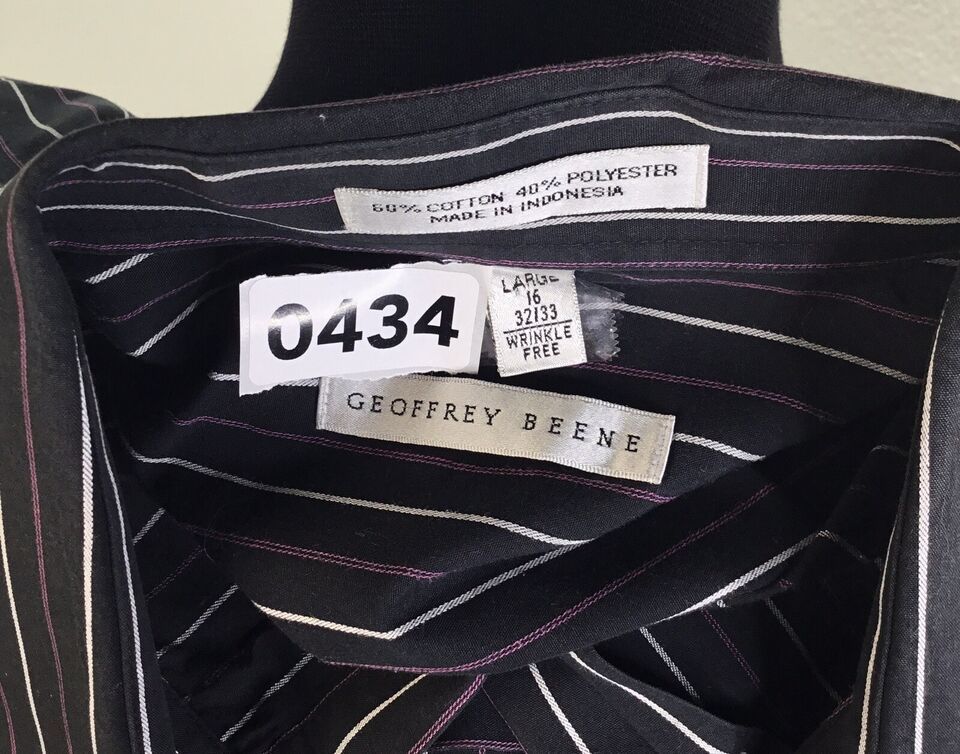 60% COTTON 40% POLYESTER
MADE IN INDONESIA
0434
LARGE
16
32/33
WRINKLE
FREE
GEOFFREY BEENE